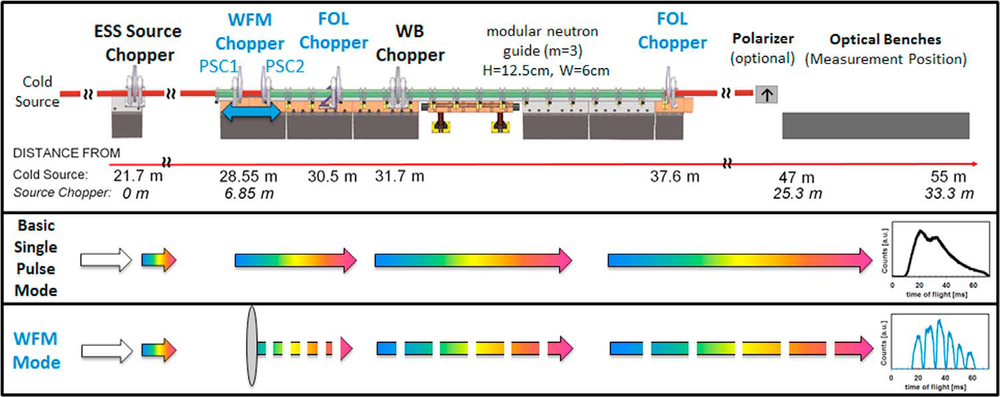 ESS Source
Chopper
WFM
Chopper
PSC1
PSC2
FOL
Chopper
WB
Chopper
modular neutron
guide (m=3)
H=12.5cm, W=6cm
FOL
Chopper
Polarizer
(optional)
Optical Benches
(Measurement Position)
Cold
Source
DISTANCE FROM
Cold Source: 21.7 m 28.55 m 30.5 m 31.7 m 37.6 m 47 m 55 m
Source Chopper: 0 m 6.85 m 25.3 m 33.3 m
Basic
Single
Pulse
Mode
Counts [a.u.]
0 20 40 60
time of flight [ms]
WFM
Mode
Counts [a.u.]
0 20 40 60
time of flight [ms]